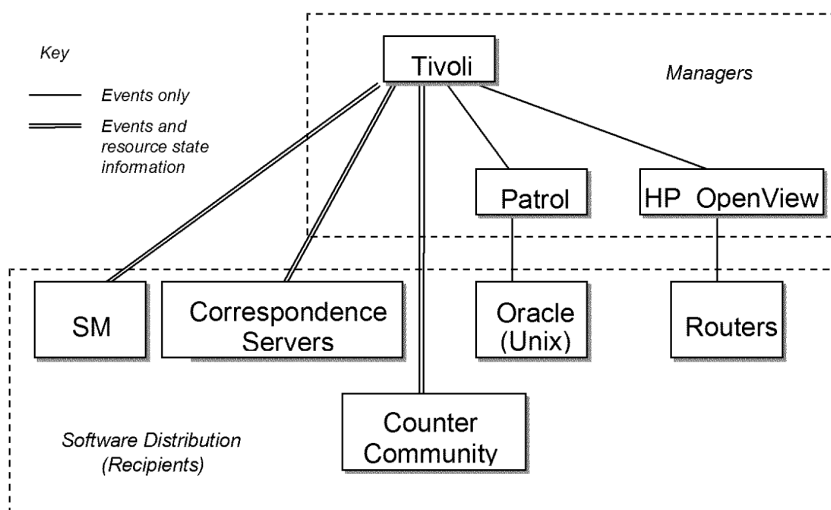 Key
Events only
Events and
resource state
information
Tivoli
Managers
Patrol
HP OpenView
SM
Correspondence
Servers
Oracle
(Unix)
Routers
Counter
Community
Software Distribution
(Recipients)